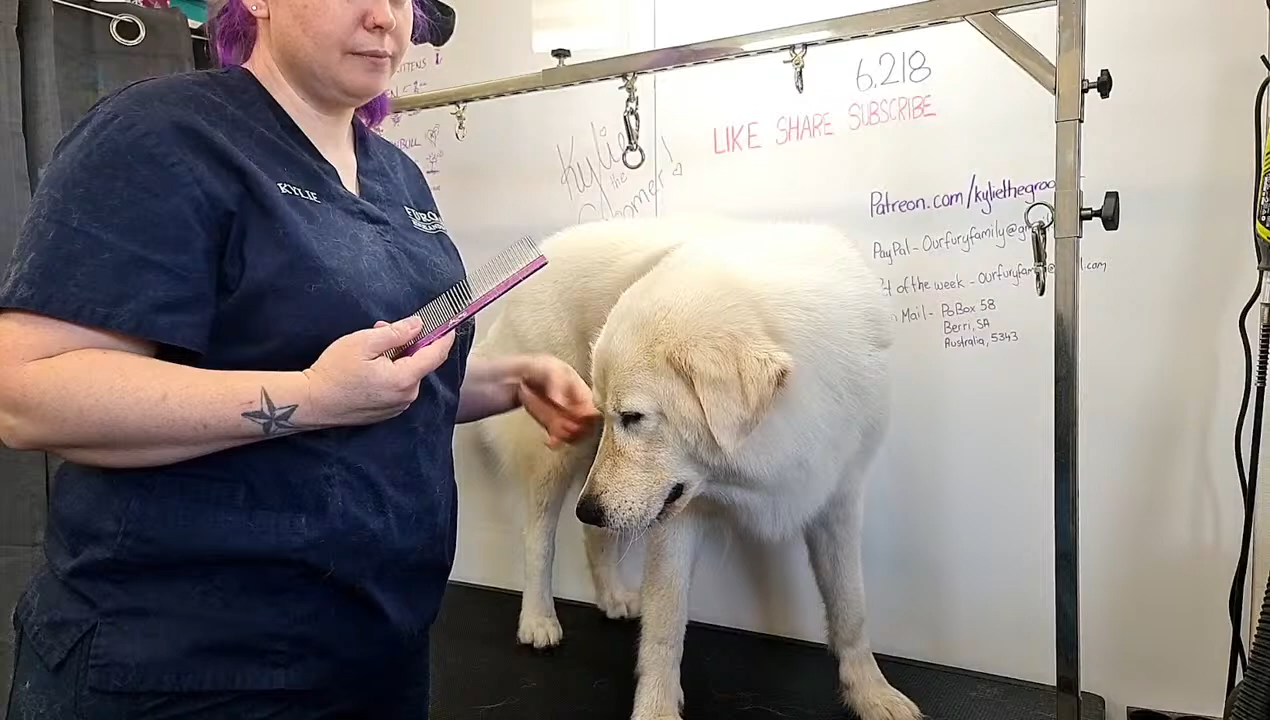 6.218
LIKE SHARE SUBSCRIBE
Kylie
the
Groomer!
Patreon.com/kyliethegroo
PayPal - Ourfuryfamily@g
of the week - Ourfuryfam
Mail - PoBox 58
Berri, SA
Australia, 5343.
KYLIE